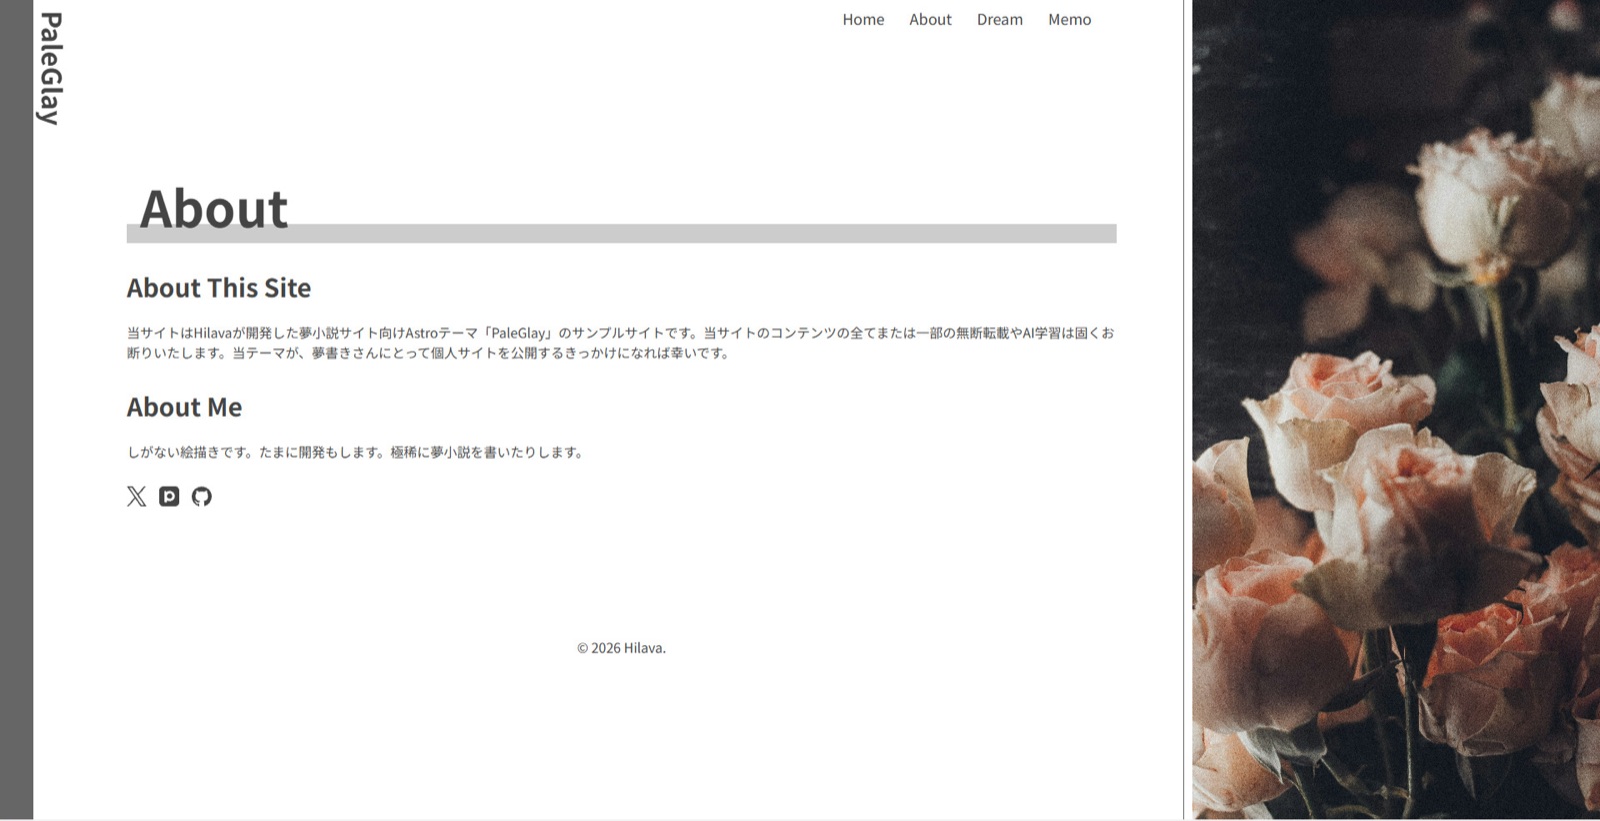 PaleGlay
Home About Dream Memo
About
About This Site
当サイトはHilavaが開発した夢小説サイト向けAstroテーマ「PaleGlay」のサンプルサイトです。当サイトのコンテンツの全てまたは一部の無断転載やAI学習は固くお
断りいたします。当テーマが、夢書きさんにとって個人サイトを公開するきっかけになれば幸いです。
About Me
しがない絵描きです。たまに開発もします。極稀に夢小説を書いたりします。
© 2026 Hilava.